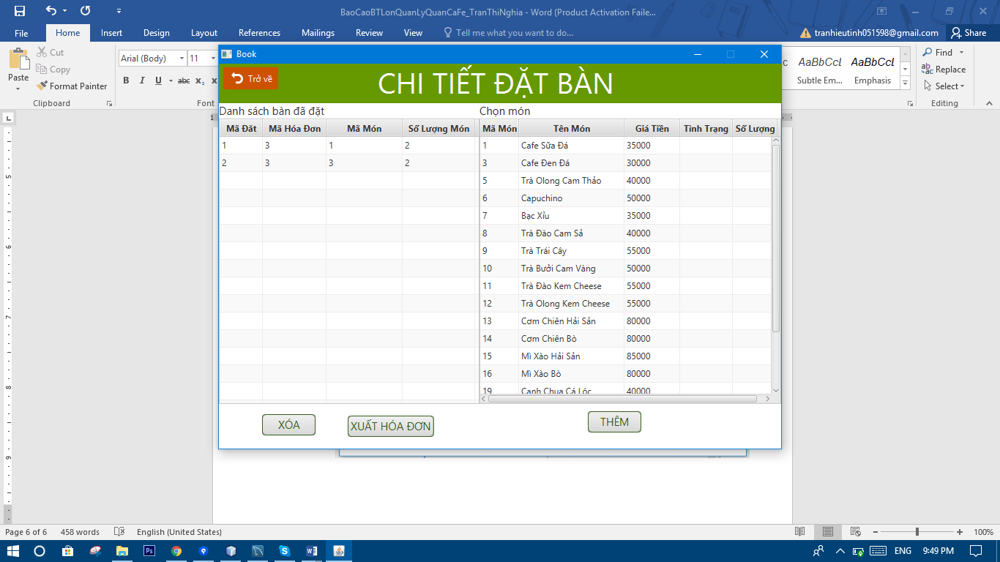 BaoCaoBTLonQuanLyQuanCaFe_TranThiNghia - Word (Product Activation Faile...
File Home Insert Design Layout References Mailings Review View Tell me what you want to do... tranhieutinh051598@gmail.com Share
Paste
Cut
Copy
Format Painter
Clipboard
Arial (Body) 11
B I U abc x₂
Font
AaBbCcL AaBbCcL
Subtle Em... Emphasis
Find
Replace
Select
Editing
Book
Trở về
CHI TIẾT ĐẶT BÀN
Danh sách bàn đã đặt
Mã Đăt Mã Hóa Đơn Mã Món Số Lượng Món
1 3 1 2
2 3 3 2
Chọn món
Mã Món Tên Món Giá Tiền Tình Trạng Số Lượng
1 Cafe Sữa Đá 35000
3 Cafe Đen Đá 30000
5 Trà Olong Cam Thảo 40000
6 Capuchino 50000
7 Bạc Xỉu 35000
8 Trà Đào Cam Sả 40000
9 Trà Trái Cây 55000
10 Trà Bưởi Cam Vàng 50000
11 Trà Đào Kem Cheese 55000
12 Trà Olong Kem Cheese 55000
13 Cơm Chiên Hải Sản 80000
14 Cơm Chiên Bò 80000
15 Mì Xào Hải Sản 85000
16 Mì Xào Bò 80000
19 Canh Chua Cá Lóc 40000
XÓA XUẤT HÓA ĐƠN THÊM
5
6
7
8
9
Page 6 of 6 458 words English (United States) 100%
ENG 9:49 PM